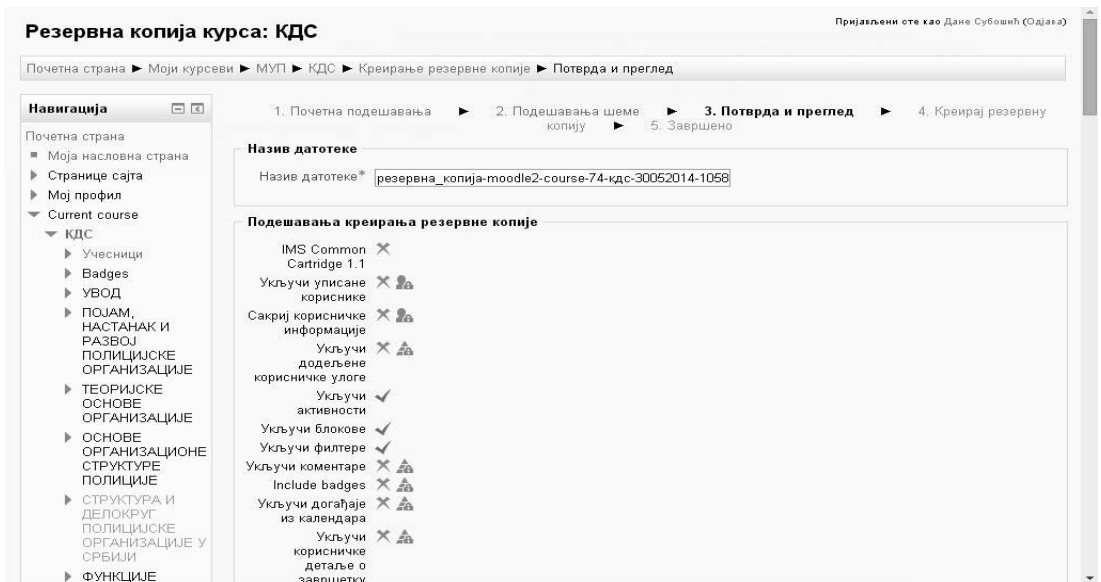 Резервна копија курса: КДС
Пријављени сте као Дане Субошић (Одјава)
Почетна страна ► Моји курсеви ► МУП ► КДС ► Креирање резервне копије ► Потврда и преглед
Навигација
Почетна страна
Моја насловна страна
Странице сајта
Мој профил
Current course
КДС
Учесници
Badges
УВОД
ПОЈАМ,
НАСТАНАК И
РАЗВОЈ
ПОЛИЦИЈСКЕ
ОРГАНИЗАЦИЈЕ
ТЕОРИЈСКЕ
ОСНОВЕ
ОРГАНИЗАЦИЈЕ
ОСНОВЕ
ОРГАНИЗАЦИОНЕ
СТРУКТУРЕ
ПОЛИЦИЈЕ
СТРУКТУРА И
ДЕЛОКРУГ
ПОЛИЦИЈСКЕ
ОРГАНИЗАЦИЈЕ У
СРБИЈИ
ФУНКЦИЈЕ
1. Почетна подешавања ► 2. Подешавања шеме ► 3. Потврда и преглед ► 4. Креирај резервну
копију ► 5. Завршено
Назив датотеке
Назив датотеке* резервна_копија-moodle2-course-74-кдс-30052014-1058
Подешавања креирања резервне копије
IMS Common
Cartridge 1.1
Укључи уписане
кориснике
Сакриј корисничке
информације
Укључи
додељене
корисничке улоге
Укључи
активности
Укључи блокове
Укључи филтере
Укључи коментаре
Include badges
Укључи догађаје
из календара
Укључи
корисничке
детаље о
завршетку